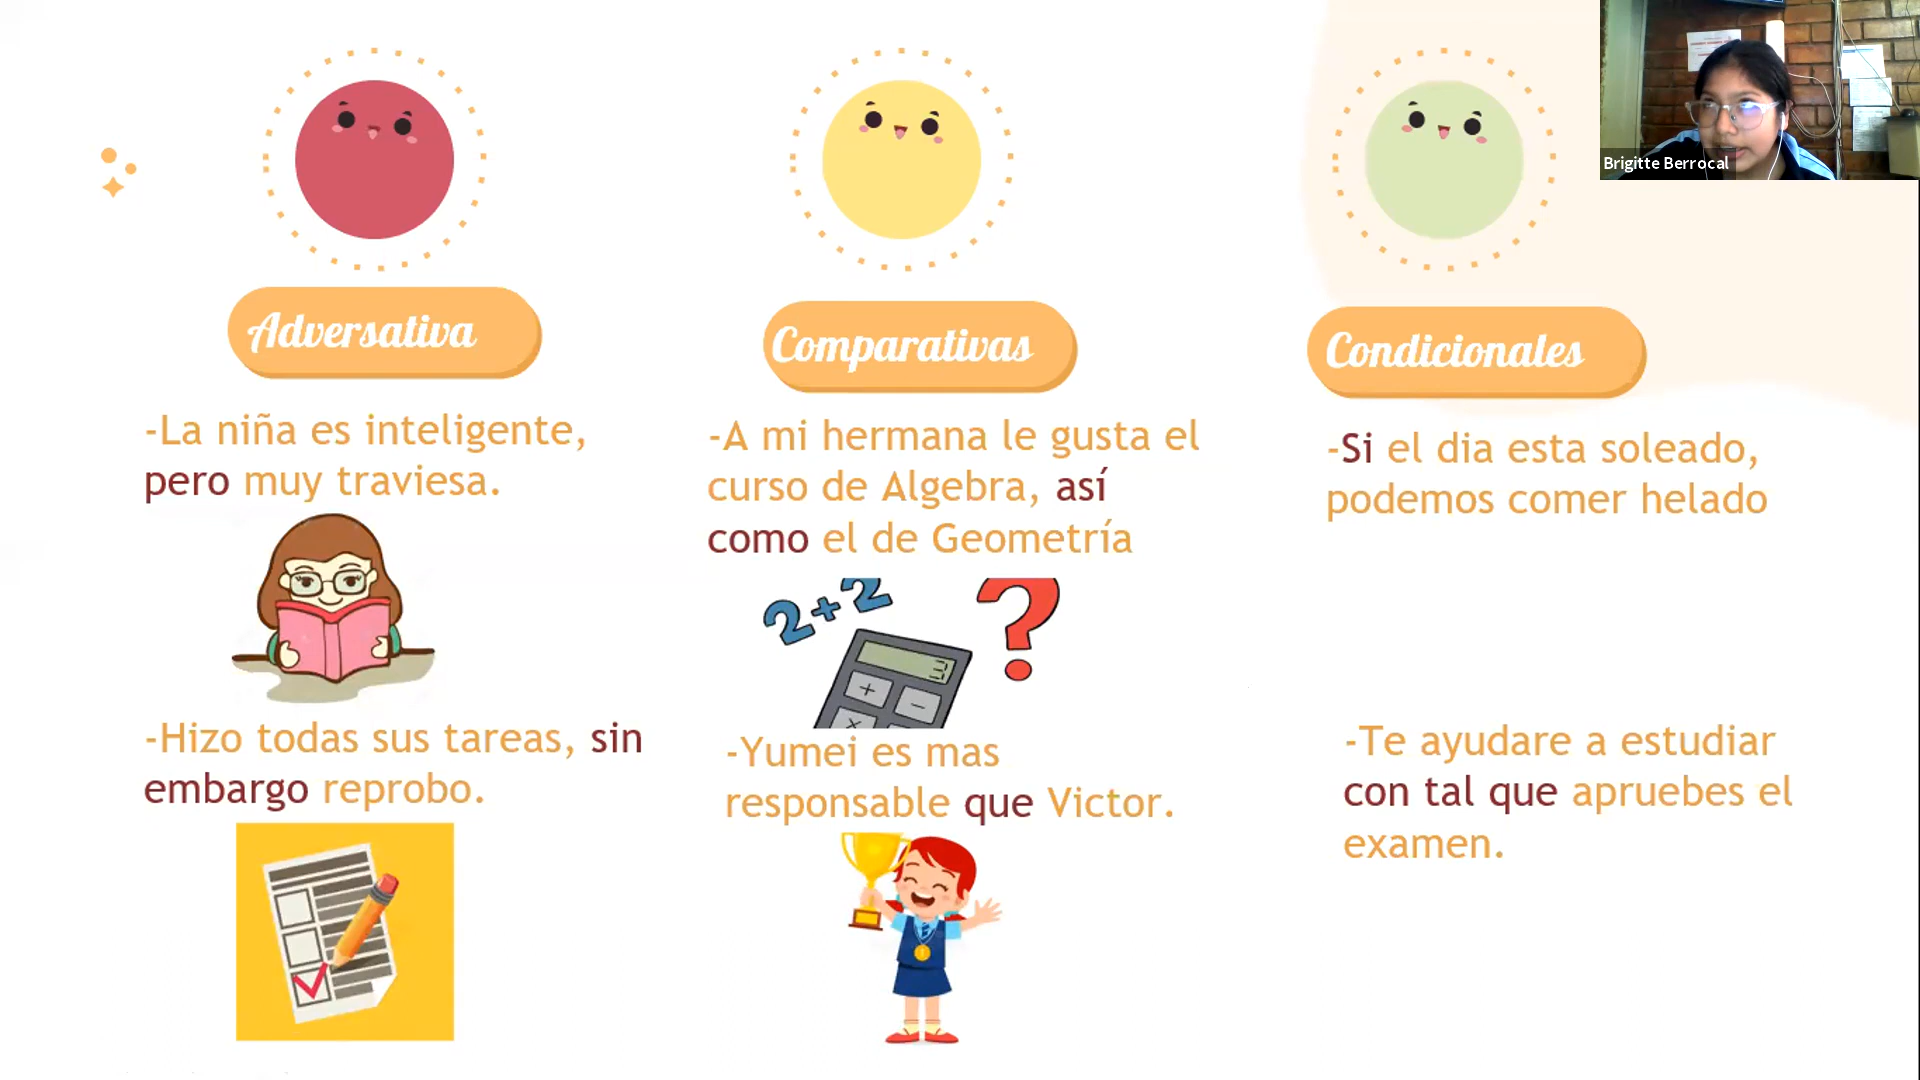 Brigitte Berrocal
Adversativa
-La niña es inteligente,
pero muy traviesa.
-Hizo todas sus tareas, sin
embargo reprobo.
Comparativas
-A mi hermana le gusta el
curso de Algebra, así
como el de Geometría
2+2
?
3
+ −
×
-Yumei es mas
responsable que Victor.
1
Condicionales
-Si el dia esta soleado,
podemos comer helado
-Te ayudare a estudiar
con tal que apruebes el
examen.